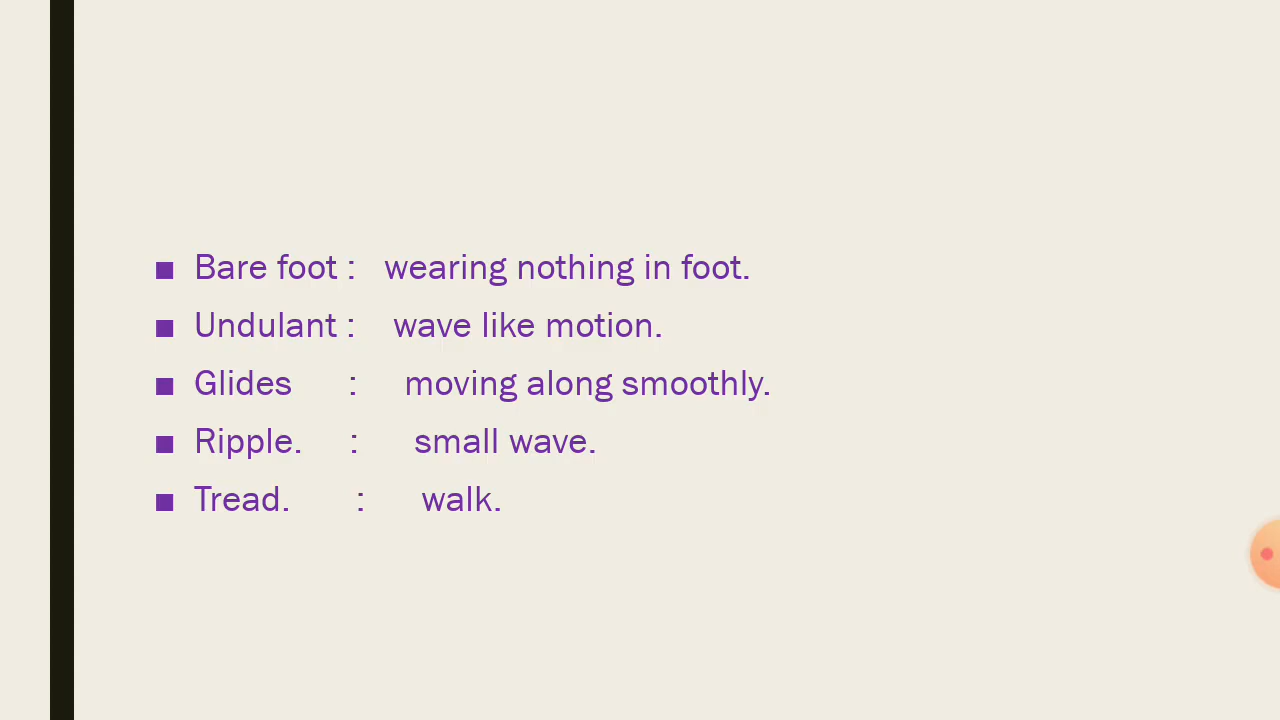 ▪ Bare foot : wearing nothing in foot.
▪ Undulant : wave like motion.
▪ Glides : moving along smoothly.
▪ Ripple. : small wave.
▪ Tread. : walk.